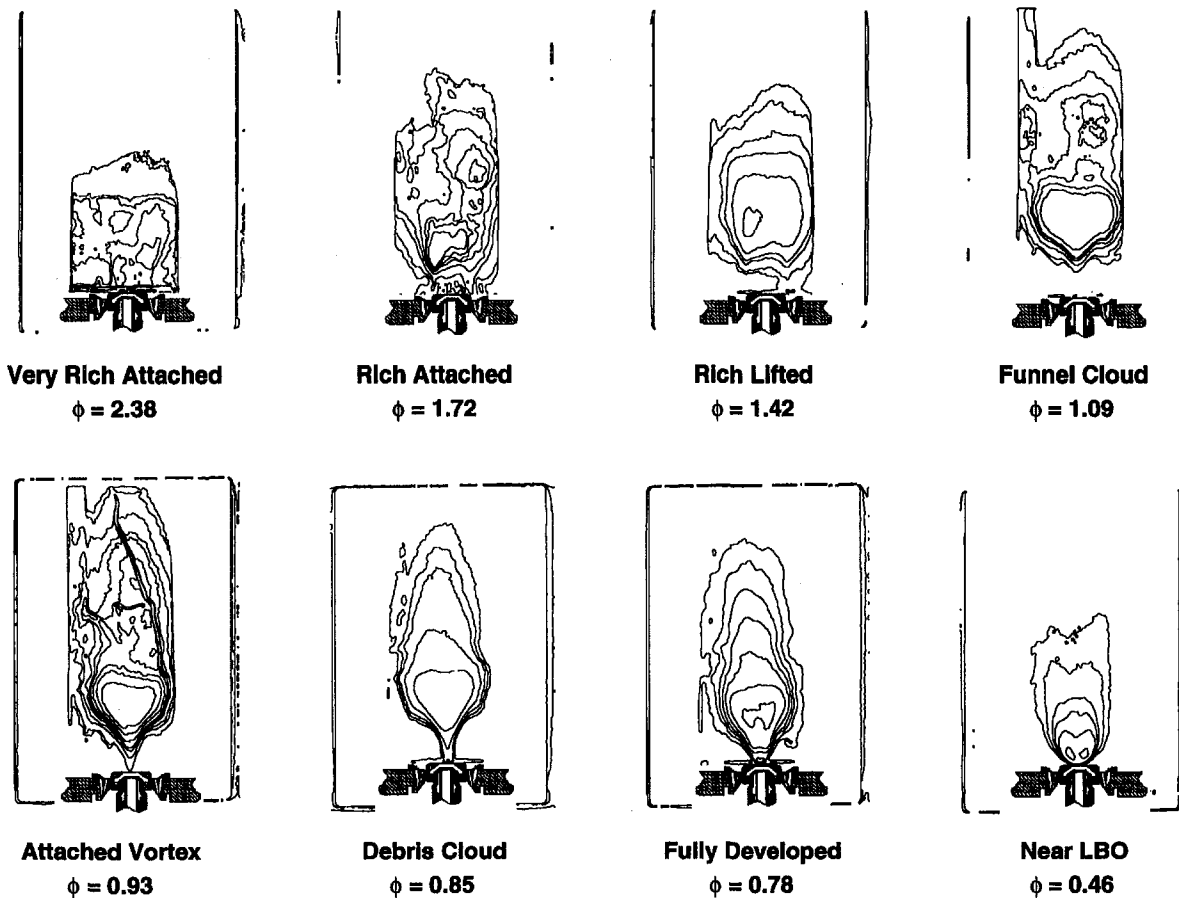 Very Rich Attached
ϕ = 2.38
Rich Attached
ϕ = 1.72
Rich Lifted
ϕ = 1.42
Funnel Cloud
ϕ = 1.09
Attached Vortex
ϕ = 0.93
Debris Cloud
ϕ = 0.85
Fully Developed
ϕ = 0.78
Near LBO
ϕ = 0.46